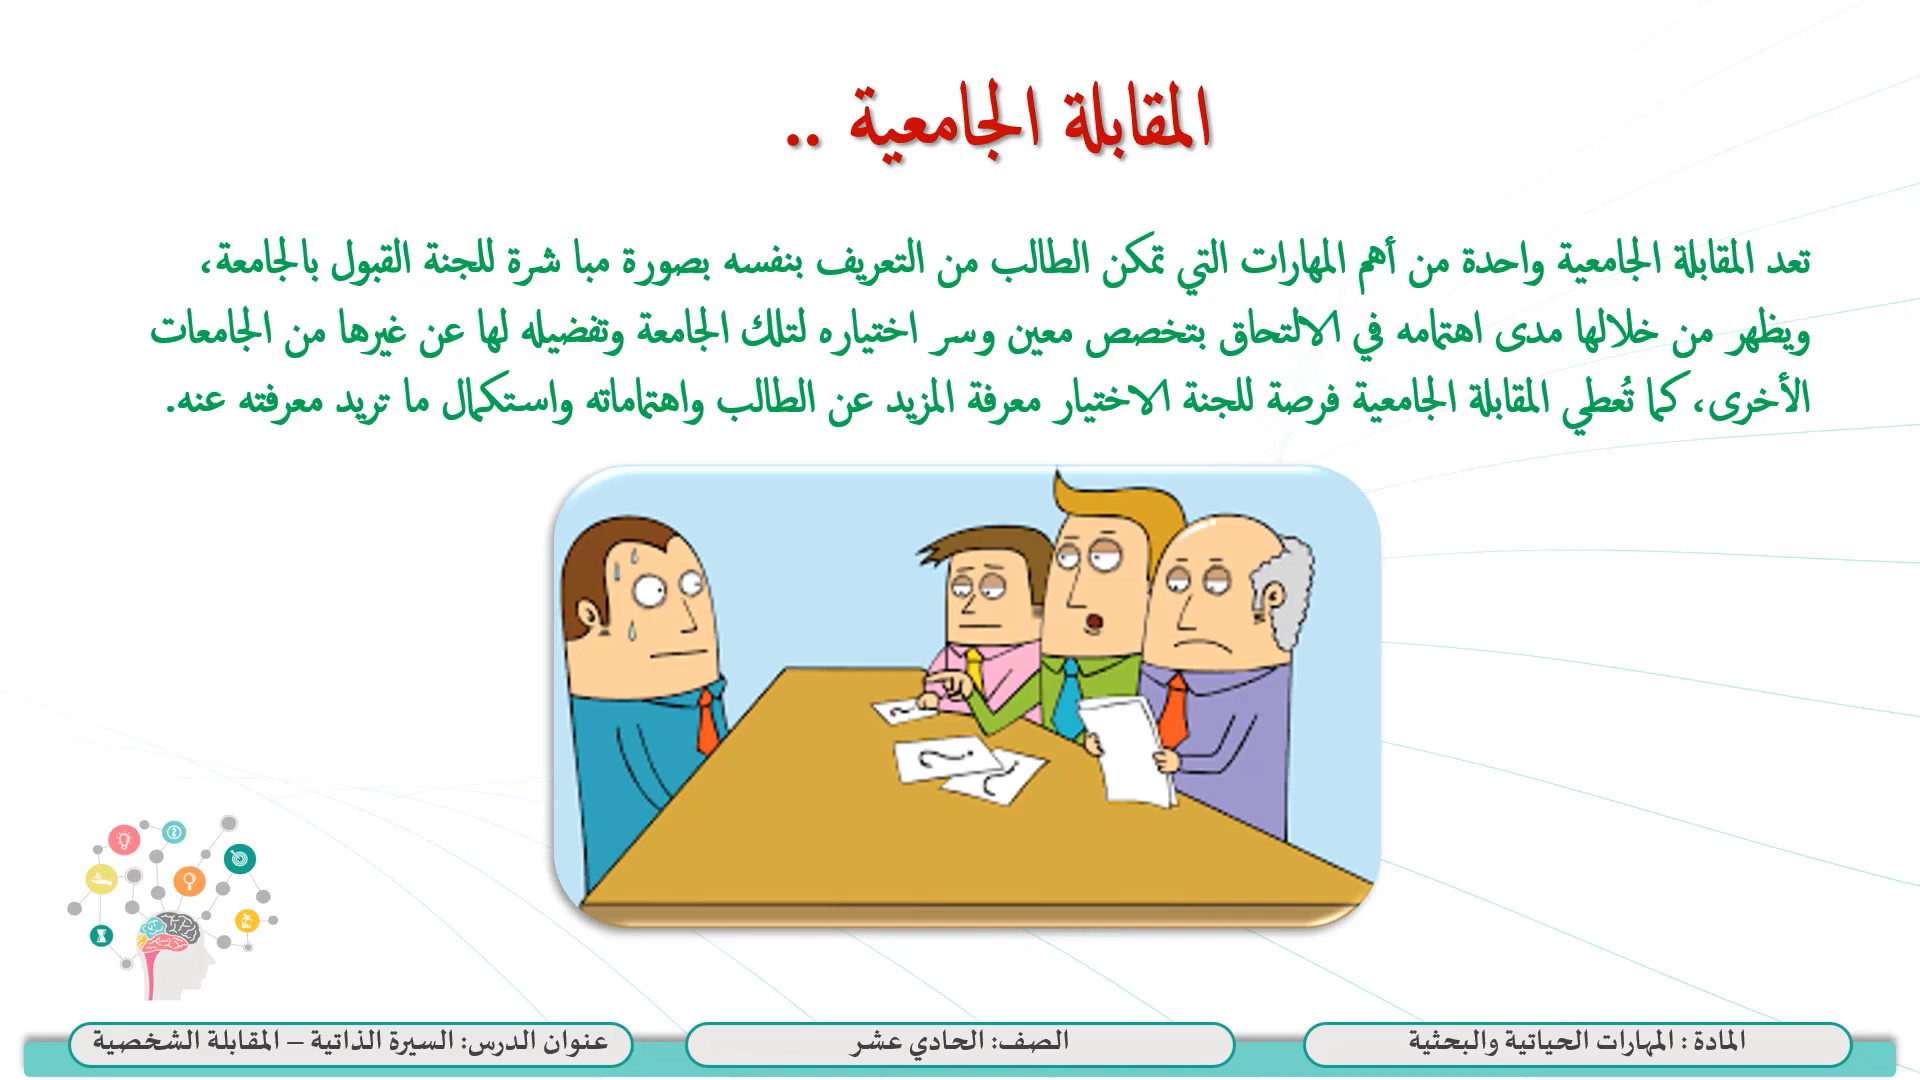 المقابلة الجامعية ..
تعد المقابلة الجامعية واحدة من أهم المهارات التي تمكن الطالب من التعريف بنفسه بصورة مبا شرة للجنة القبول بالجامعة،
ويظهر من خلالها مدى اهتمامه في الالتحاق بتخصص معين وسر اختياره لتلك الجامعة وتفضيله لها عن غيرها من الجامعات
الأخرى، كما تُعطي المقابلة الجامعية فرصة للجنة الاختيار معرفة المزيد عن الطالب واهتماماته واستكمال ما تريد معرفته عنه.
المادة : المهارات الحياتية والبحثية
الصف: الحادي عشر
عنوان الدرس: السيرة الذاتية – المقابلة الشخصية